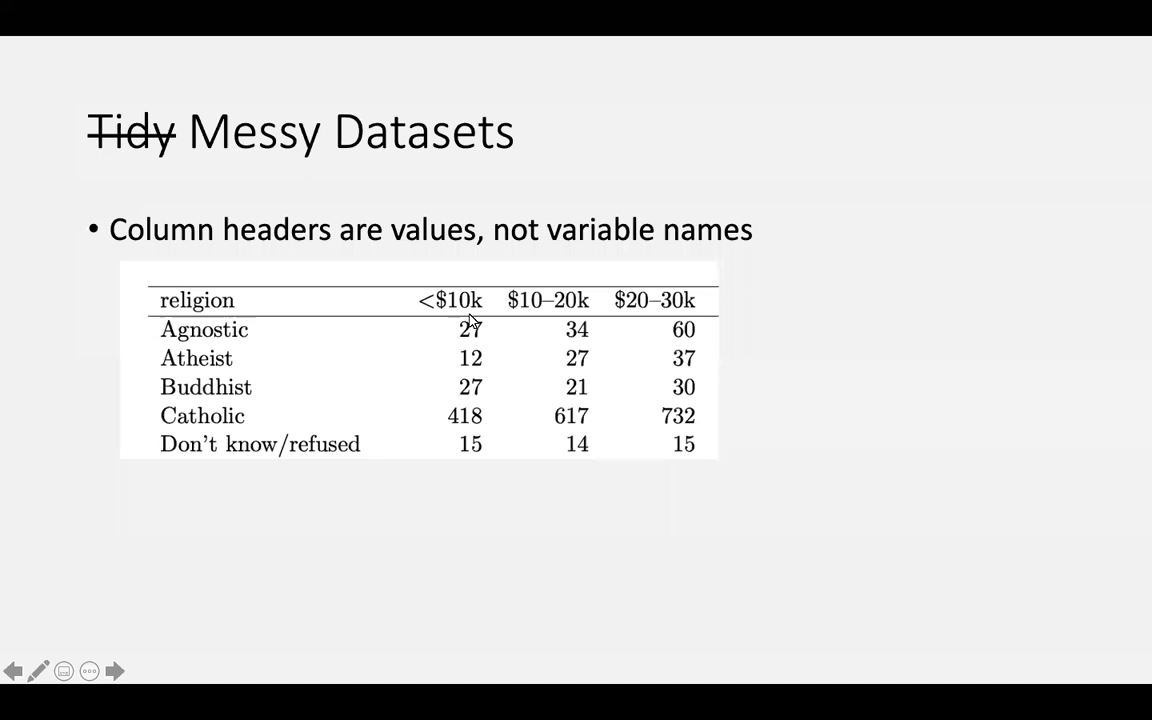 Tidy Messy Datasets
• Column headers are values, not variable names
religion <$10k $10–20k $20–30k
Agnostic 27 34 60
Atheist 12 27 37
Buddhist 27 21 30
Catholic 418 617 732
Don't know/refused 15 14 15